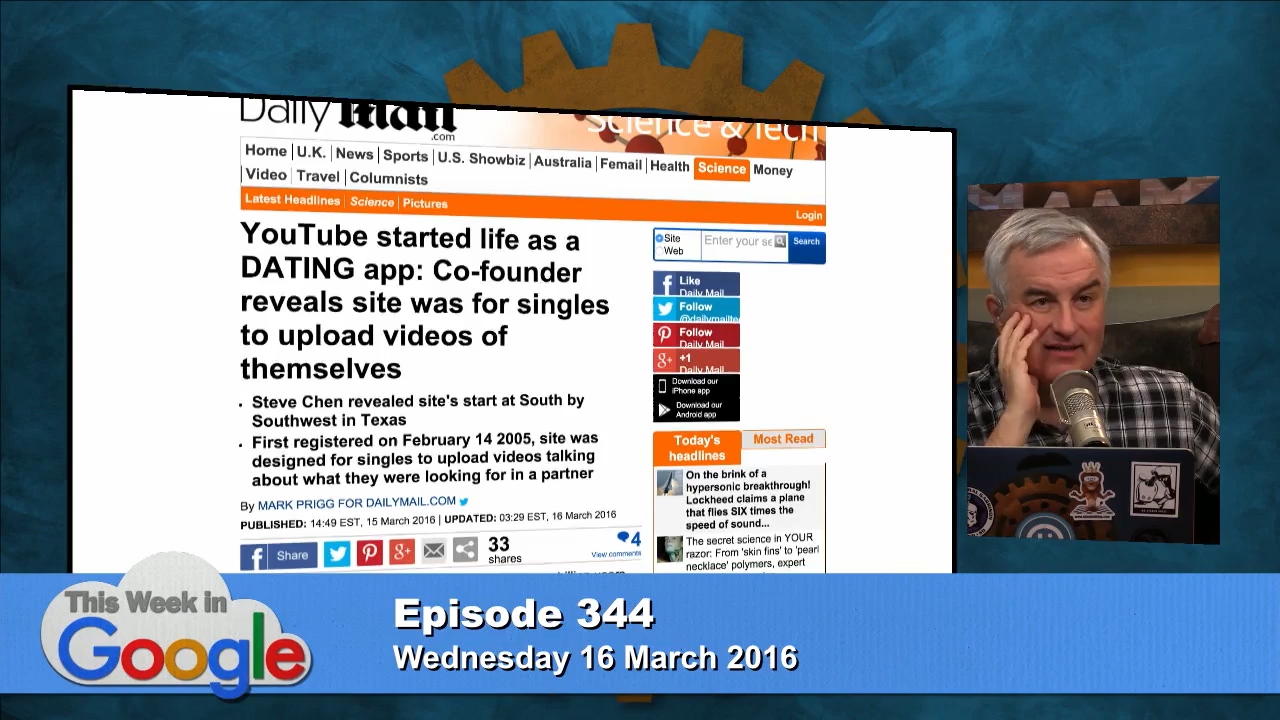 Daily Mail
.com
Science & Tech
Home U.K. News Sports U.S. Showbiz Australia Femail Health Science Money
Video Travel Columnists
Latest Headlines Science Pictures
Login
YouTube started life as a
DATING app: Co-founder
reveals site was for singles
to upload videos of
themselves
Steve Chen revealed site's start at South by
Southwest in Texas
First registered on February 14 2005, site was
designed for singles to upload videos talking
about what they were looking for in a partner
By MARK PRIGG FOR DAILYMAIL.COM
PUBLISHED: 14:49 EST, 15 March 2016 | UPDATED: 03:29 EST, 16 March 2016
Share
33
shares
4
View comments
Site
Web
Enter your se
Search
Like
Daily Mail
Follow
@dailymailtec
Follow
Daily Mail
+1
Daily Mail
Download our
iPhone app
Download our
Android app
Today's
headlines
Most Read
On the brink of a
hypersonic breakthrough!
Lockheed claims a plane
that flies SIX times the
speed of sound...
The secret science in YOUR
razor: From 'skin fins' to 'pearl
necklace' polymers, expert
This Week in
Google
Episode 344
Wednesday 16 March 2016